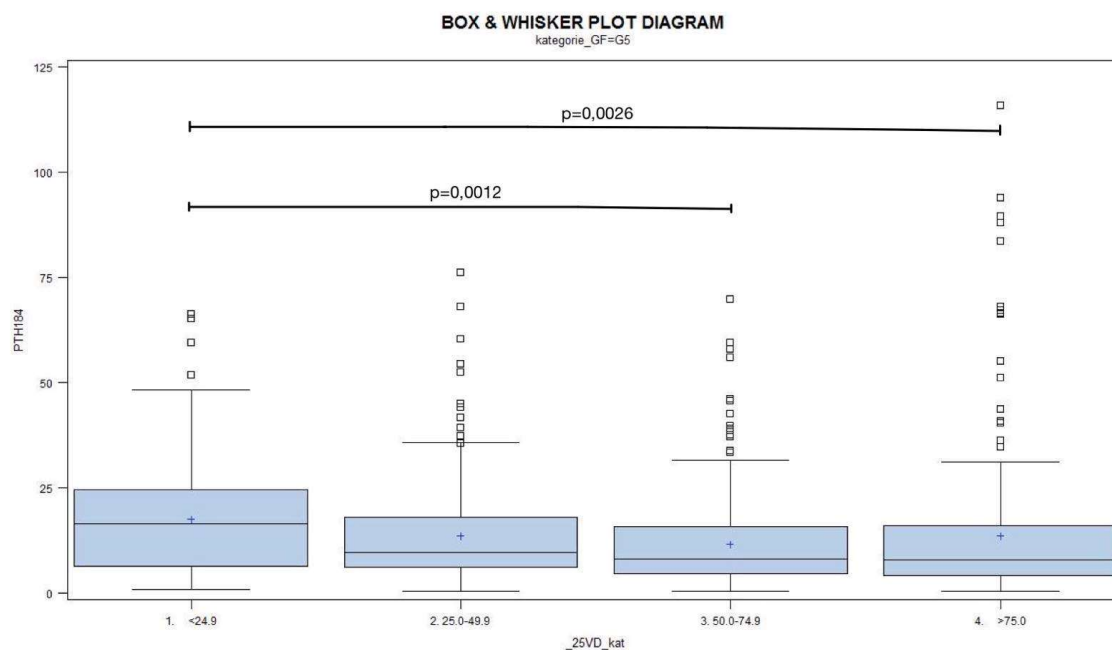 BOX & WHISKER PLOT DIAGRAM
kategorie_GF=G5
125
p=0,0026
100
p=0,0012
75
PTH184
50
25
0
1. <24.9
2. 25.0-49.9
3. 50.0-74.9
4. >75.0
_25VD_kat